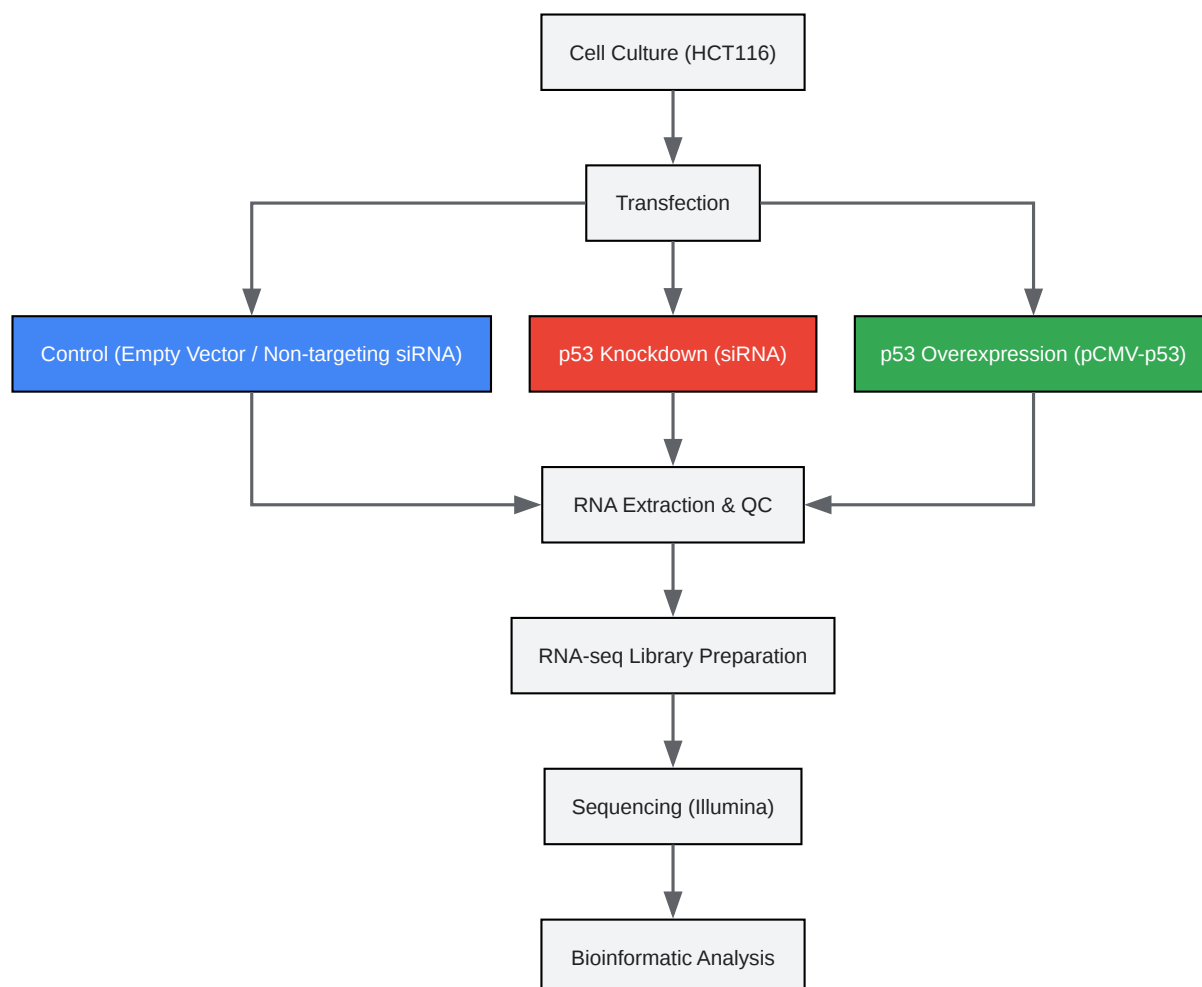 Cell Culture (HCT116)
Transfection
Control (Empty Vector / Non-targeting siRNA)
p53 Knockdown (siRNA)
p53 Overexpression (pCMV-p53)
RNA Extraction & QC
RNA-seq Library Preparation
Sequencing (Illumina)
Bioinformatic Analysis